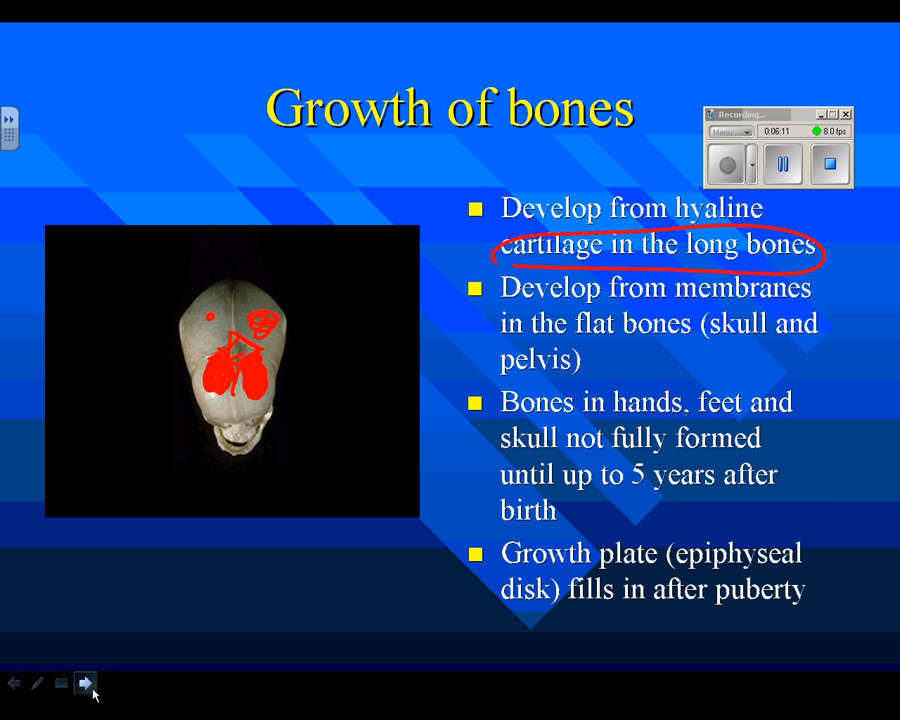 Growth of bones
Recording...
Menu
0:06:11
8.0 fps
Develop from hyaline
cartilage in the long bones
Develop from membranes
in the flat bones (skull and
pelvis)
Bones in hands, feet and
skull not fully formed
until up to 5 years after
birth
Growth plate (epiphyseal
disk) fills in after puberty